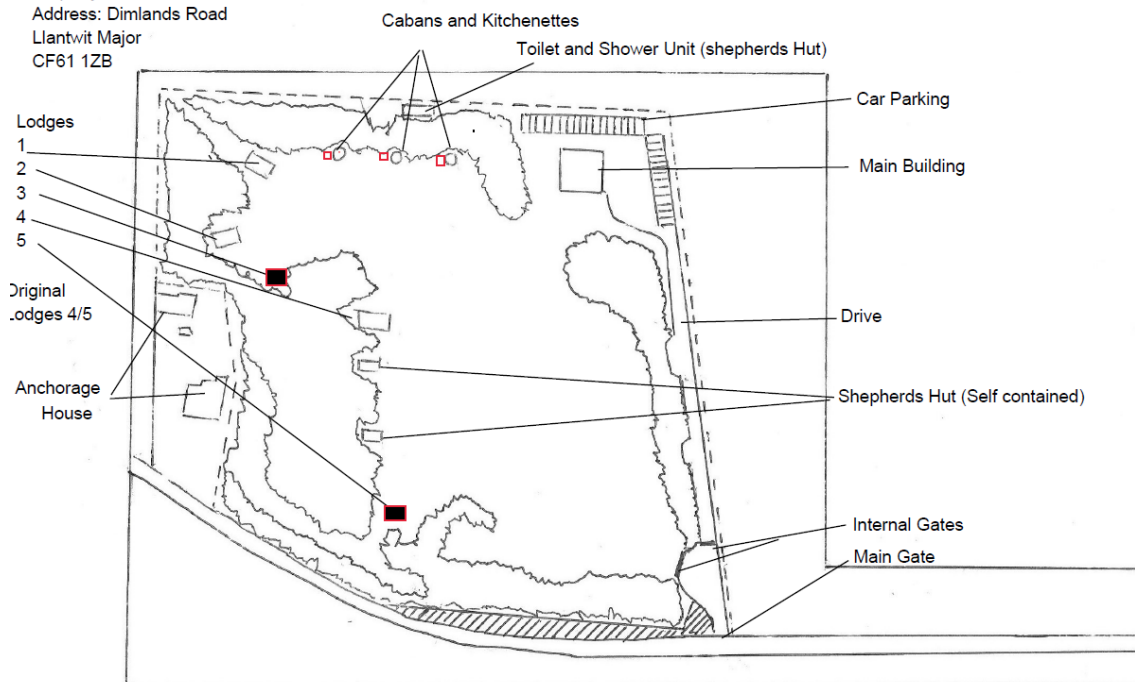 Address: Dimlands Road
Llantwit Major
CF61 1ZB
Cabans and Kitchenettes
Toilet and Shower Unit (shepherds Hut)
Car Parking
Main Building
Lodges
1
2
3
4
5
Original
Lodges 4/5
Drive
Anchorage
House
Shepherds Hut (Self contained)
Internal Gates
Main Gate